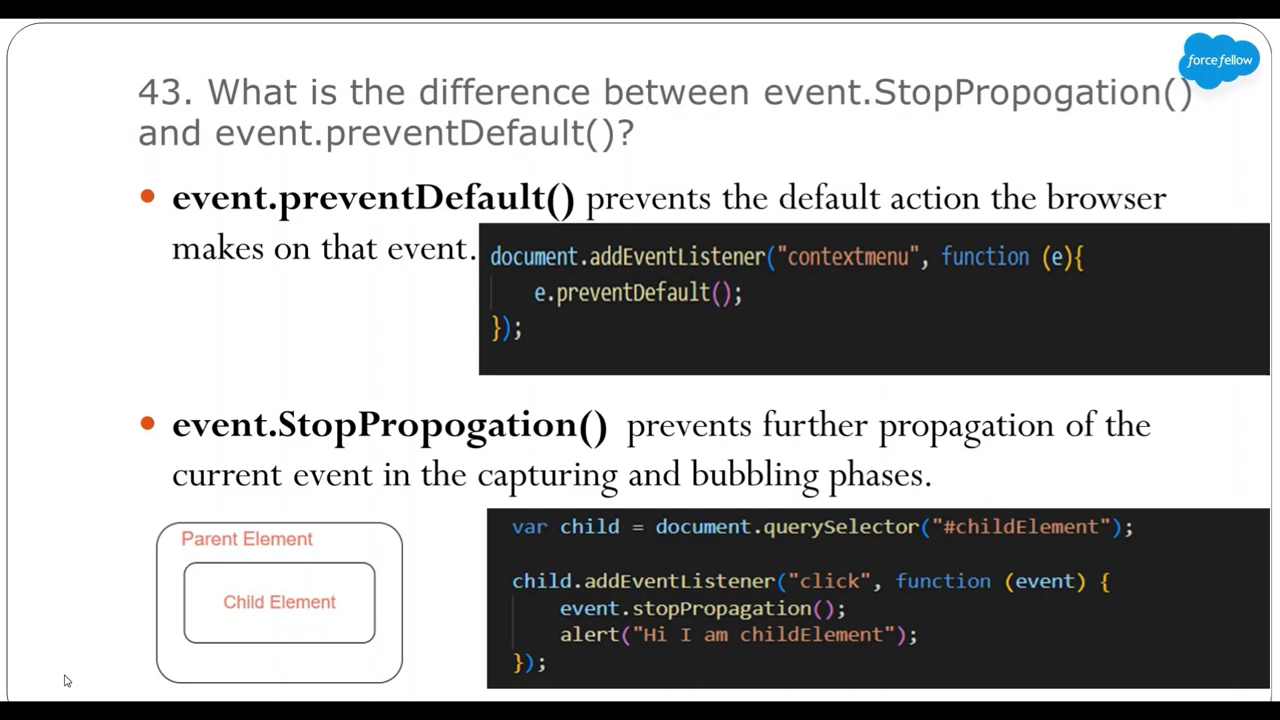 force fellow
43. What is the difference between event.StopPropogation()
and event.preventDefault()?
• event.preventDefault() prevents the default action the browser
makes on that event.
document.addEventListener("contextmenu", function (e){
e.preventDefault();
});
• event.StopPropogation() prevents further propagation of the
current event in the capturing and bubbling phases.
Parent Element
Child Element
var child = document.querySelector("#childElement");
child.addEventListener("click", function (event) {
event.stopPropagation();
alert("Hi I am childElement");
});